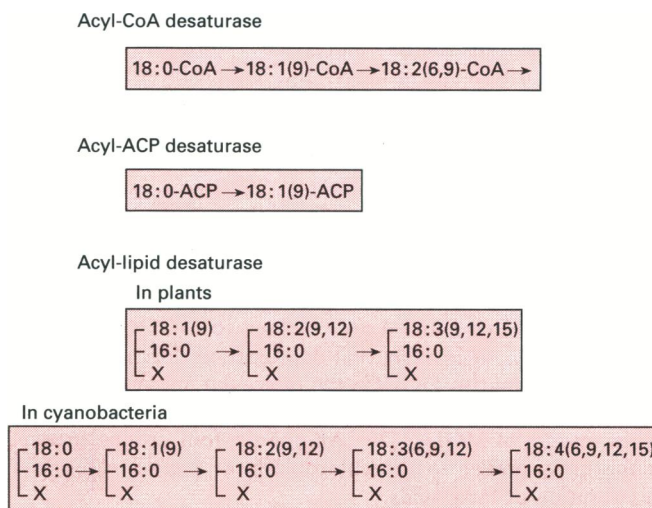 Acyl-CoA desaturase
18:0-CoA→18:1(9)-CoA→18:2(6,9)-CoA→
Acyl-ACP desaturase
18:0-ACP→18:1(9)-ACP
Acyl-lipid desaturase
In plants
18:1(9) 18:2(9,12) 18:3(9,12,15)
16:0 → 16:0 → 16:0
X X X
In cyanobacteria
18:0 18:1(9) 18:2(9,12) 18:3(6,9,12) 18:4(6,9,12,15)
16:0→16:0 → 16:0 → 16:0 → 16:0
X X X X X